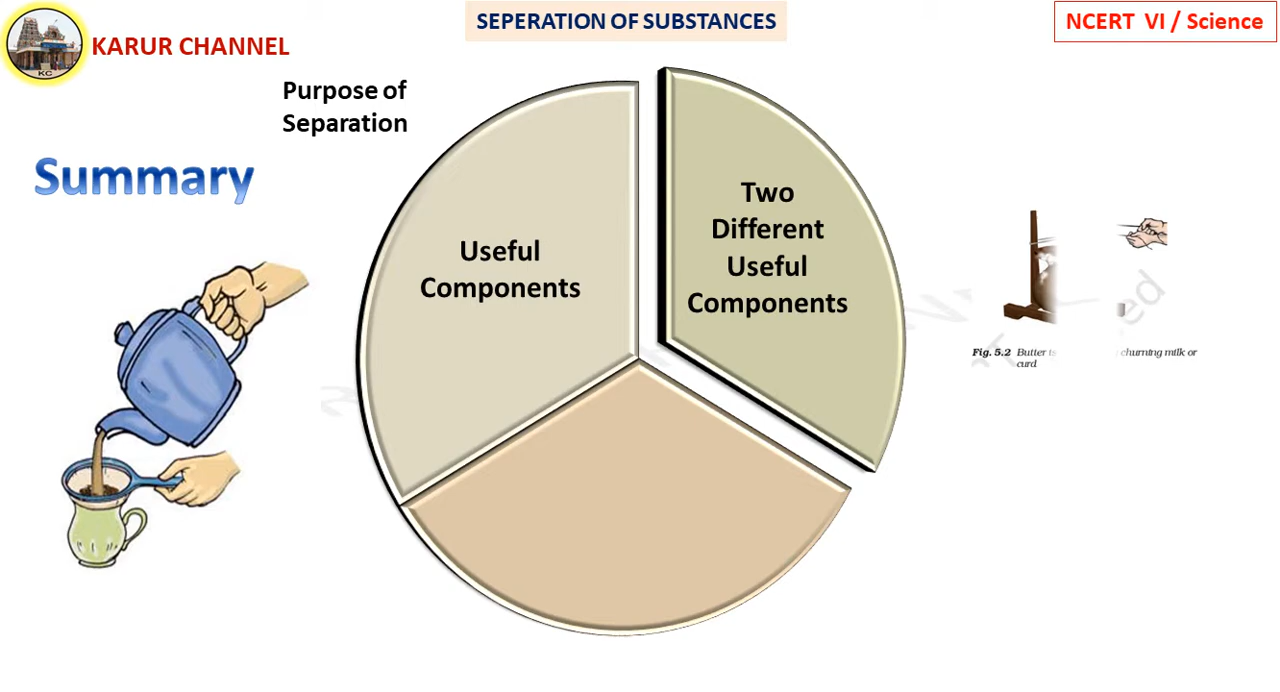 KARUR CHANNEL
KC
SEPERATION OF SUBSTANCES
NCERT VI / Science
Purpose of
Separation
Summary
Useful
Components
Two
Different
Useful
Components
Fig. 5.2 Butter is churning milk or
curd